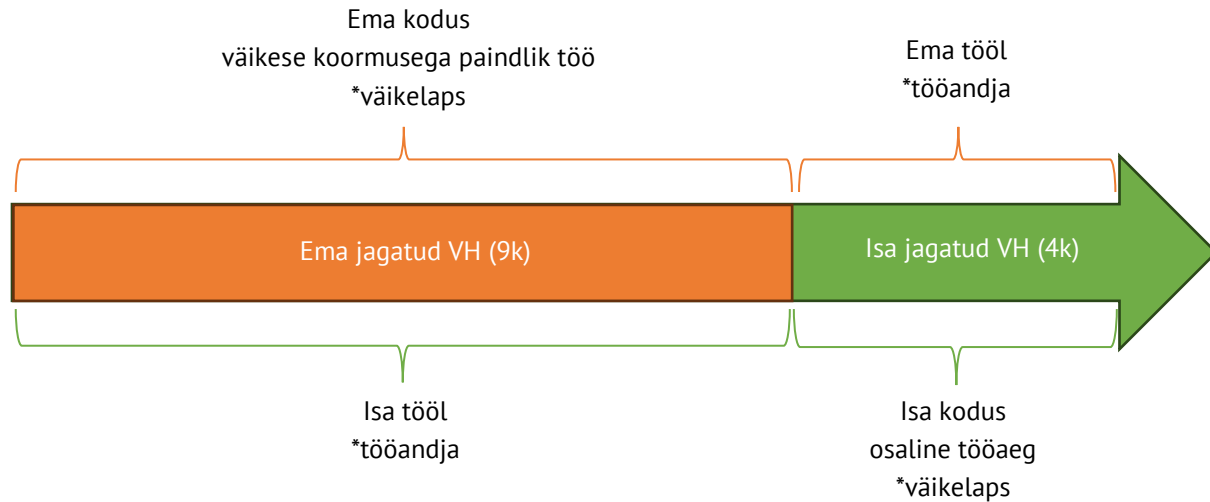 Ema kodus
väikese koormusega paindlik töö
*väikelaps
Ema tööl
*tööandja
Ema jagatud VH (9k)
Isa jagatud VH (4k)
Isa tööl
*tööandja
Isa kodus
osaline tööaeg
*väikelaps